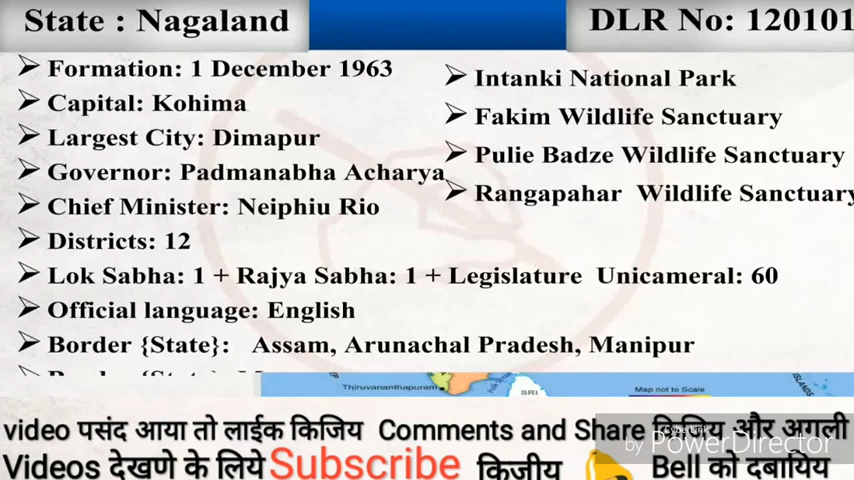 State : Nagaland
DLR No: 120101
Formation: 1 December 1963
Capital: Kohima
Largest City: Dimapur
Governor: Padmanabha Acharya
Chief Minister: Neiphiu Rio
Districts: 12
Lok Sabha: 1 + Rajya Sabha: 1 + Legislature Unicameral: 60
Official language: English
Border {State}: Assam, Arunachal Pradesh, Manipur
Intanki National Park
Fakim Wildlife Sanctuary
Pulie Badze Wildlife Sanctuary
Rangapahar Wildlife Sanctuary
Thiruvananthapuram
SRI
Map not to Scale
ISLANDS
video पसंद आया तो लाईक किजिय Comments and Share किजिय और अगली
Videos देखणे के लिये Subscribe किजीय Bell को दबायिय
CyberLink
by PowerDirector